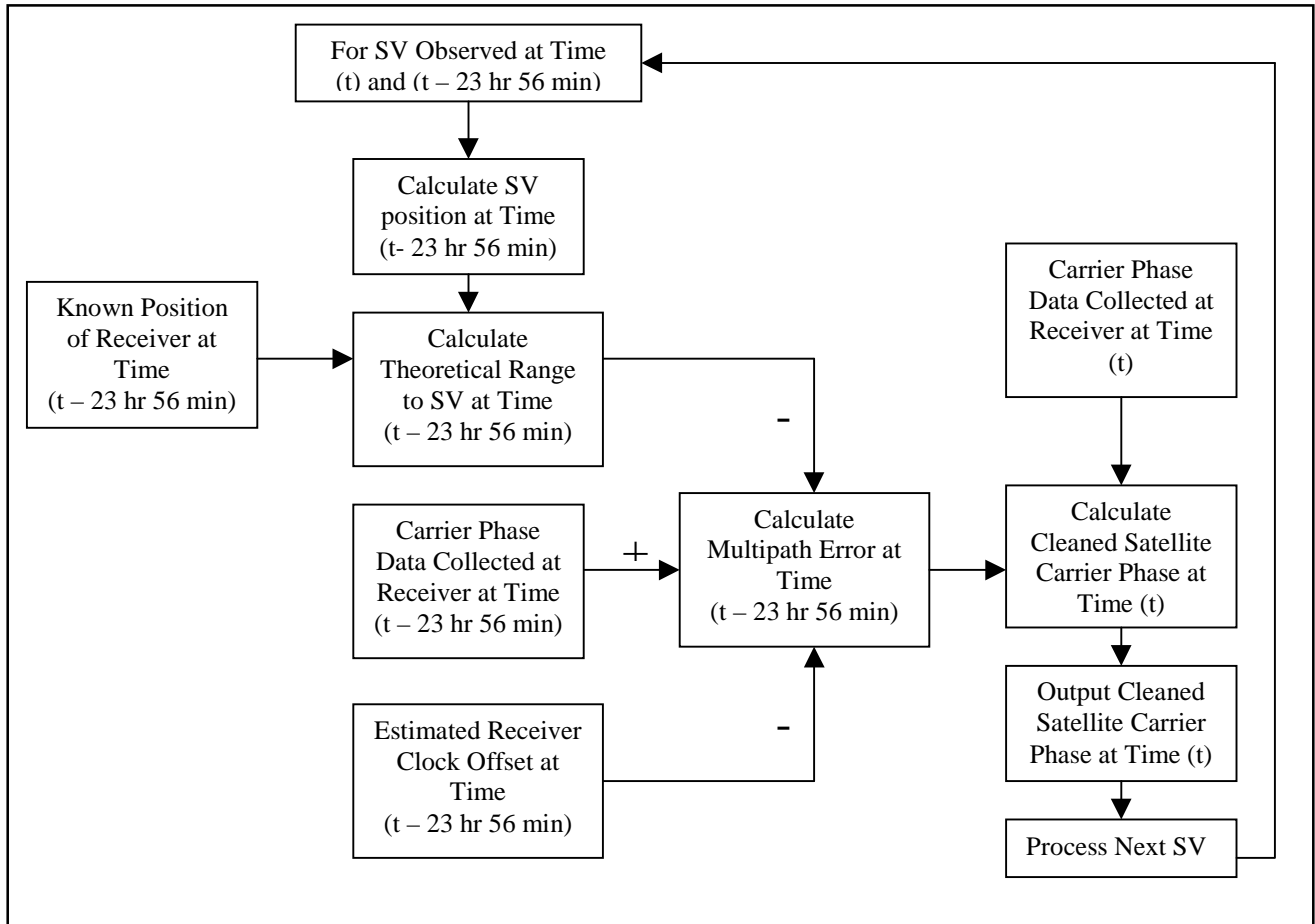 For SV Observed at Time
(t) and (t – 23 hr 56 min)
Calculate SV
position at Time
(t- 23 hr 56 min)
Known Position
of Receiver at
Time
(t – 23 hr 56 min)
Calculate
Theoretical Range
to SV at Time
(t – 23 hr 56 min)
-
Carrier Phase
Data Collected at
Receiver at Time
(t – 23 hr 56 min)
+
Estimated Receiver
Clock Offset at
Time
(t – 23 hr 56 min)
-
Calculate
Multipath Error at
Time
(t – 23 hr 56 min)
Carrier Phase
Data Collected at
Receiver at Time
(t)
Calculate
Cleaned Satellite
Carrier Phase at
Time (t)
Output Cleaned
Satellite Carrier
Phase at Time (t)
Process Next SV